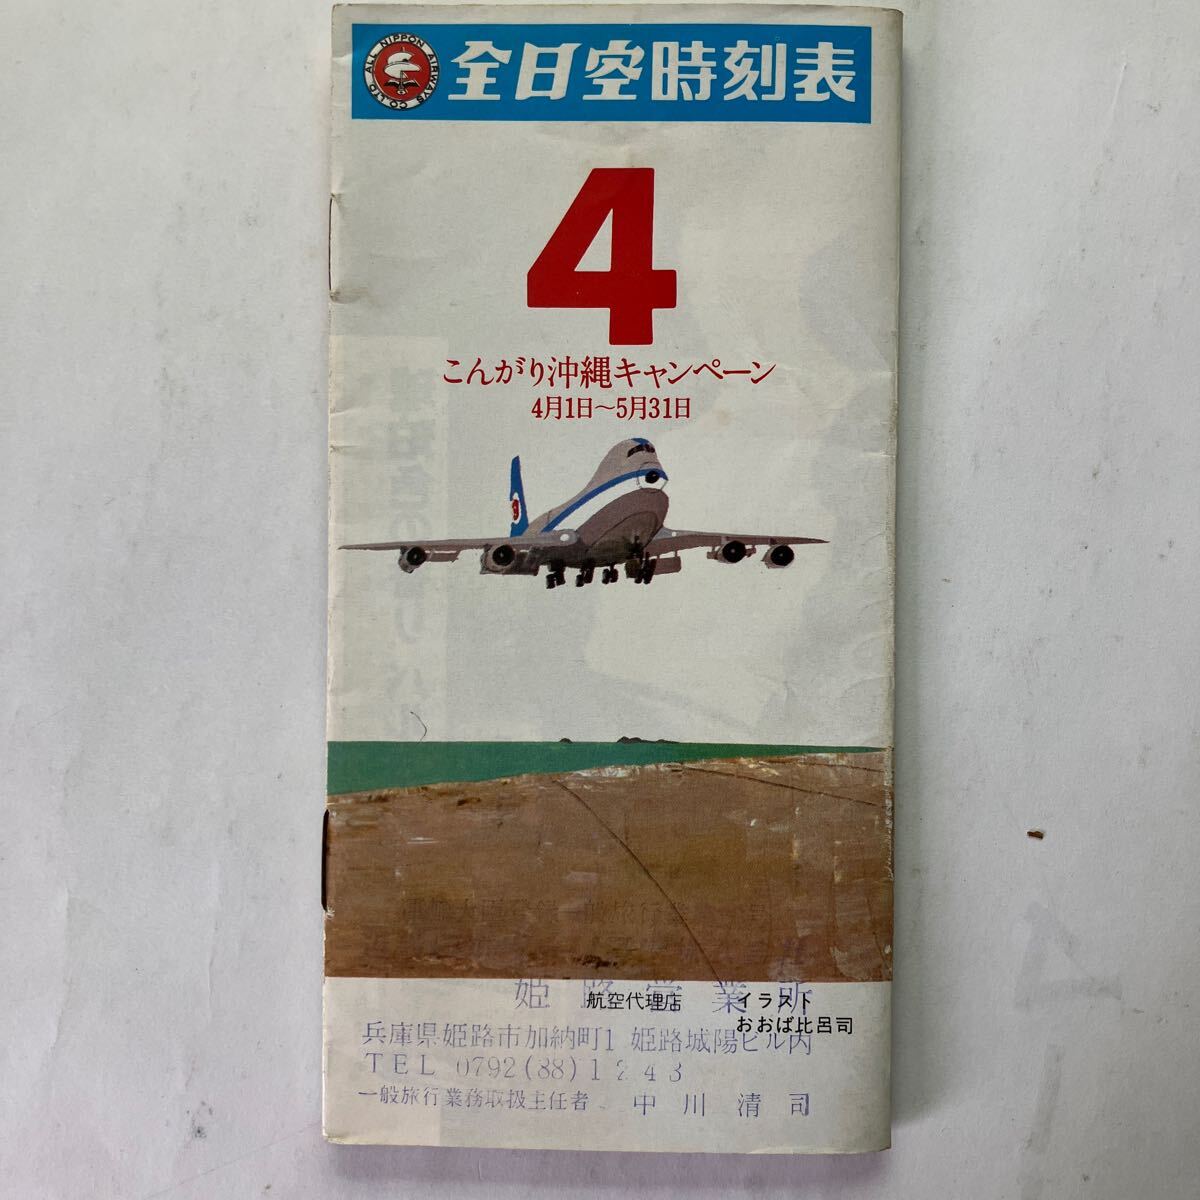 ALL NIPPON AIRWAYS CO.,LTD.
全日空時刻表
4
こんがり沖縄キャンペーン
4月1日〜5月31日
姫路営業所
航空代理店
イラスト
おおば比呂司
兵庫県姫路市加納町1 姫路城陽ビル内
TEL 0792(88)1243
一般旅行業務取扱主任者 中川清司